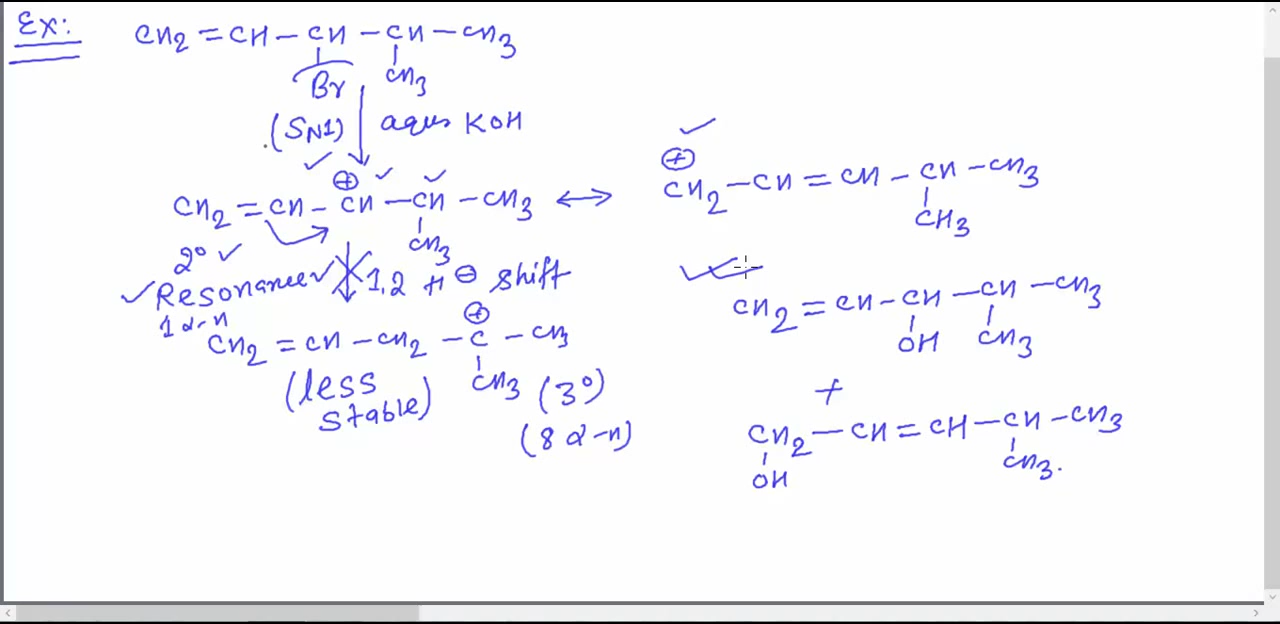 Ex:
CH2 = CH - CH - CH - CH3
Br CH3
(SN1) aqus KOH
⊕
CH2 = CH - CH - CH - CH3 ↔
CH3
2° ✓
✓ Resonance ✓ 1,2 H ⊖ shift
1 α-H
⊕
CH2 = CH - CH2 - C - CH3
CH3 (3°)
(less stable)
(8 α-H)
✓
⊕
CH2 - CH = CH - CH - CH3
CH3
CH2 = CH - CH - CH - CH3
OH CH3
+
CH2 - CH = CH - CH - CH3
OH CH3.